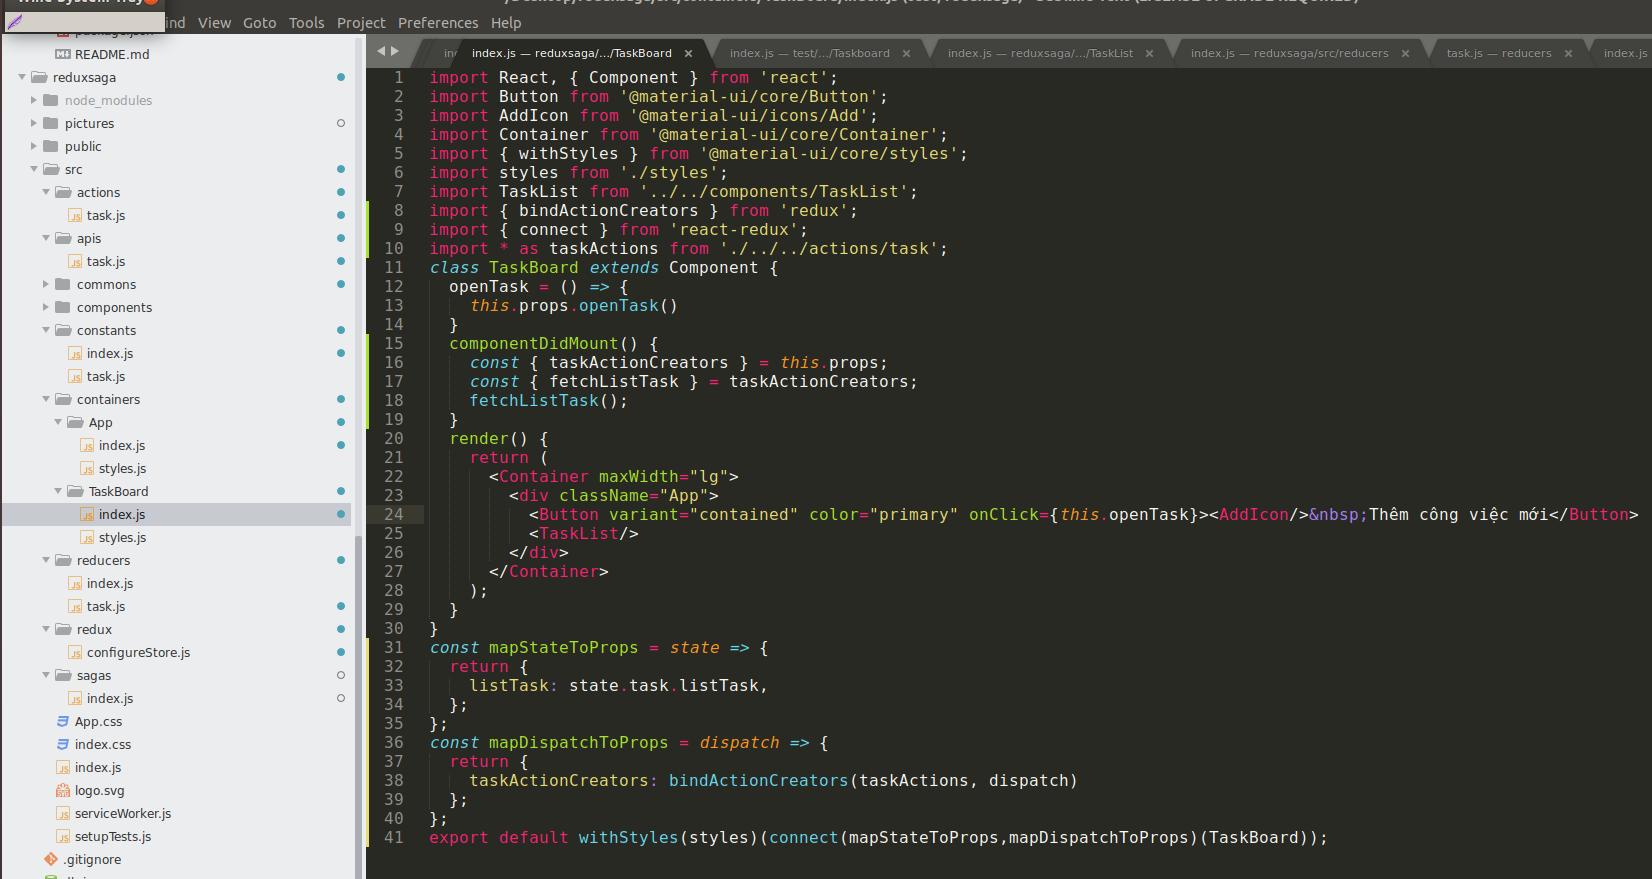 ind View Goto Tools Project Preferences Help
README.md
reduxsaga
node_modules
pictures
public
src
actions
task.js
apis
task.js
commons
components
constants
index.js
task.js
containers
App
index.js
styles.js
TaskBoard
index.js
styles.js
reducers
index.js
task.js
redux
configureStore.js
sagas
index.js
App.css
index.css
index.js
logo.svg
serviceWorker.js
setupTests.js
.gitignore
index.js — reduxsaga/.../TaskBoard × index.js — test/.../Taskboard × index.js — reduxsaga/.../TaskList × index.js — reduxsaga/src/reducers × task.js — reducers × index.js
1 import React, { Component } from 'react';
2 import Button from '@material-ui/core/Button';
3 import AddIcon from '@material-ui/icons/Add';
4 import Container from '@material-ui/core/Container';
5 import { withStyles } from '@material-ui/core/styles';
6 import styles from './styles';
7 import TaskList from '../../components/TaskList';
8 import { bindActionCreators } from 'redux';
9 import { connect } from 'react-redux';
10 import * as taskActions from './../../actions/task';
11 class TaskBoard extends Component {
12 openTask = () => {
13 this.props.openTask()
14 }
15 componentDidMount() {
16 const { taskActionCreators } = this.props;
17 const { fetchListTask } = taskActionCreators;
18 fetchListTask();
19 }
20 render() {
21 return (
22 <Container maxWidth="lg">
23 <div className="App">
24 <Button variant="contained" color="primary" onClick={this.openTask}><AddIcon/>&nbsp;Thêm công việc mới</Button>
25 <TaskList/>
26 </div>
27 </Container>
28 );
29 }
30 }
31 const mapStateToProps = state => {
32 return {
33 listTask: state.task.listTask,
34 };
35 };
36 const mapDispatchToProps = dispatch => {
37 return {
38 taskActionCreators: bindActionCreators(taskActions, dispatch)
39 };
40 };
41 export default withStyles(styles)(connect(mapStateToProps,mapDispatchToProps)(TaskBoard));